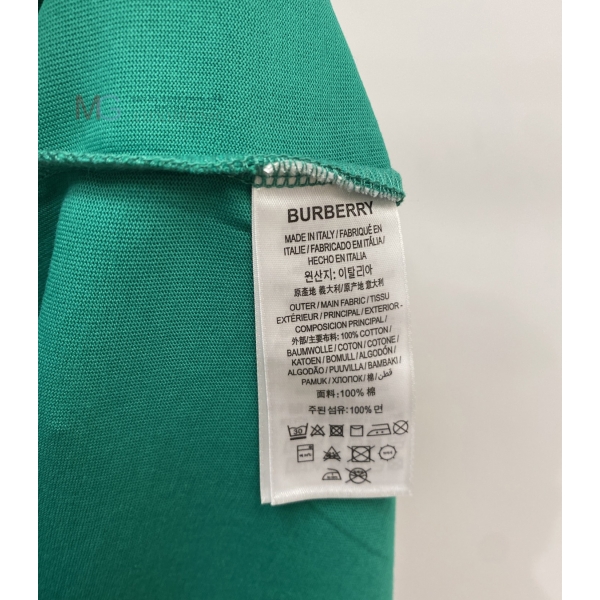 M
BURBERRY
MADE IN ITALY / FABRIQUÉ EN
ITALIE / FABRICADO EM ITÁLIA /
HECHO EN ITALIA
원산지: 이탈리아
原產地 義大利/原产地 意大利
OUTER / MAIN FABRIC / TISSU
EXTÉRIEUR / PRINCIPAL / EXTERIOR -
COMPOSICION PRINCIPAL /
外部/主要布料: 100% COTTON /
BAUMWOLLE / COTON / COTONE /
KATOEN / BOMULL / ALGODÓN /
ALGODÃO / PUUVILLA / BAMBAKI /
PAMUK / ХЛОПОК / 棉 / قطن
面料: 100% 棉
주된 섬유: 100% 면
30